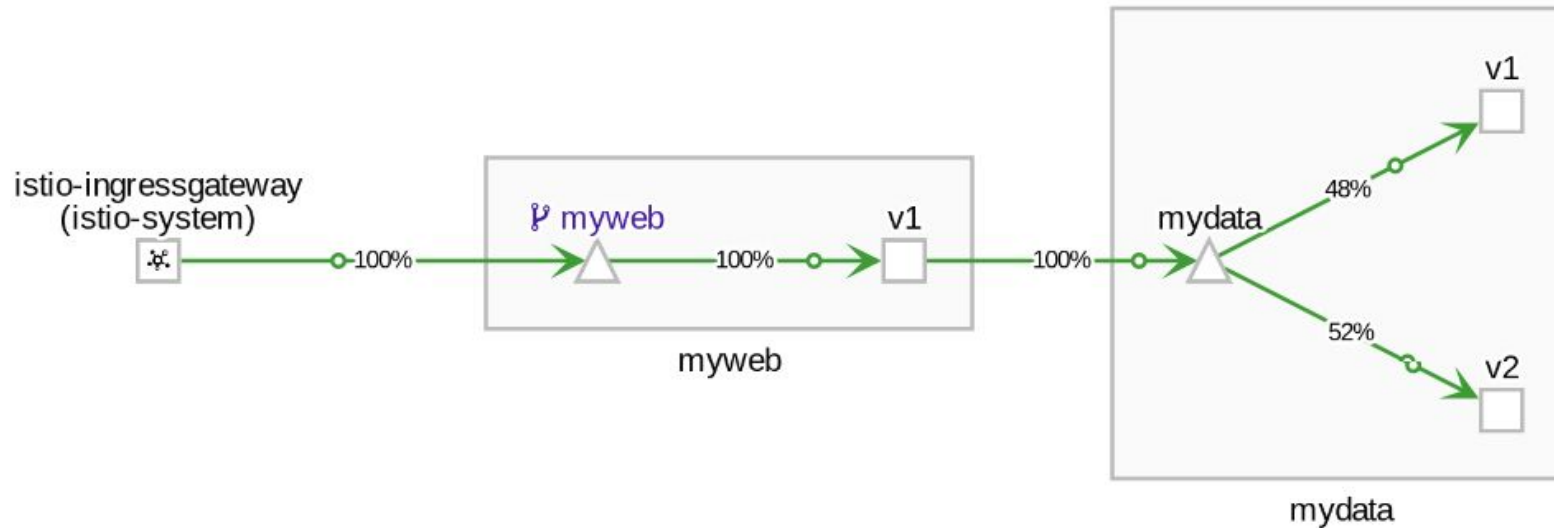 istio-ingressgateway
(istio-system)
100%
myweb
100%
v1
myweb
100%
mydata
48%
v1
52%
v2
mydata